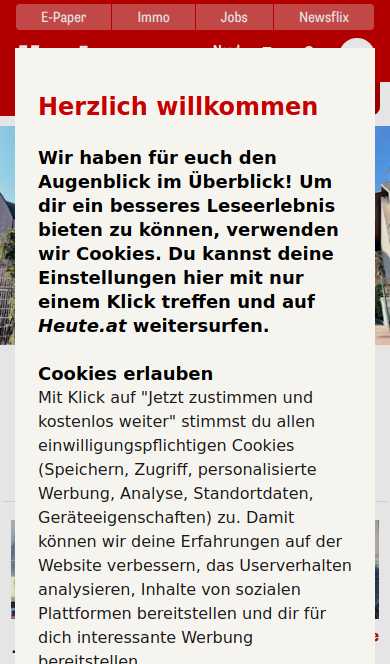 E-Paper Immo Jobs Newsflix
Herzlich willkommen
Wir haben für euch den
Augenblick im Überblick! Um
dir ein besseres Leseerlebnis
bieten zu können, verwenden
wir Cookies. Du kannst deine
Einstellungen hier mit nur
einem Klick treffen und auf
Heute.at weitersurfen.
Cookies erlauben
Mit Klick auf "Jetzt zustimmen und
kostenlos weiter" stimmst du allen
einwilligungspflichtigen Cookies
(Speichern, Zugriff, personalisierte
Werbung, Analyse, Standortdaten,
Geräteeigenschaften) zu. Damit
können wir deine Erfahrungen auf der
Website verbessern, das Userverhalten
analysieren, Inhalte von sozialen
Plattformen bereitstellen und dir für
dich interessante Werbung
bereitstellen